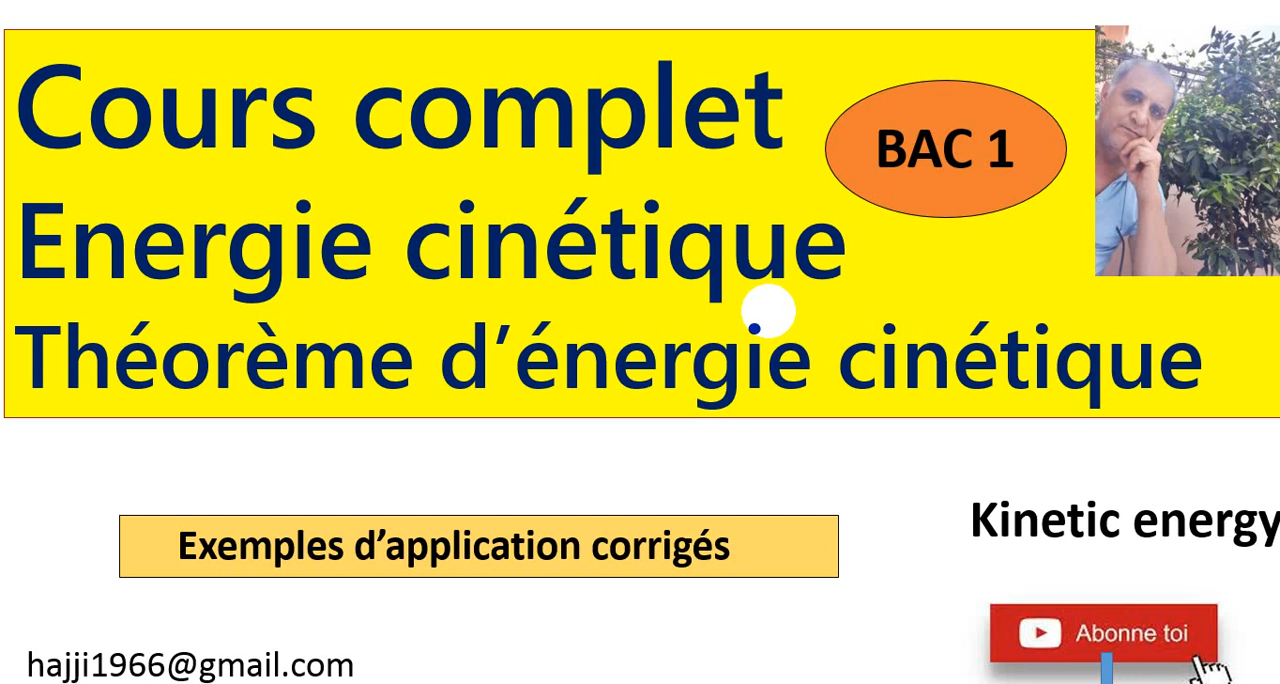 Cours complet
BAC 1
Energie cinétique
Théorème d’énergie cinétique
Exemples d’application corrigés
Kinetic energy
Abonne toi
hajji1966@gmail.com